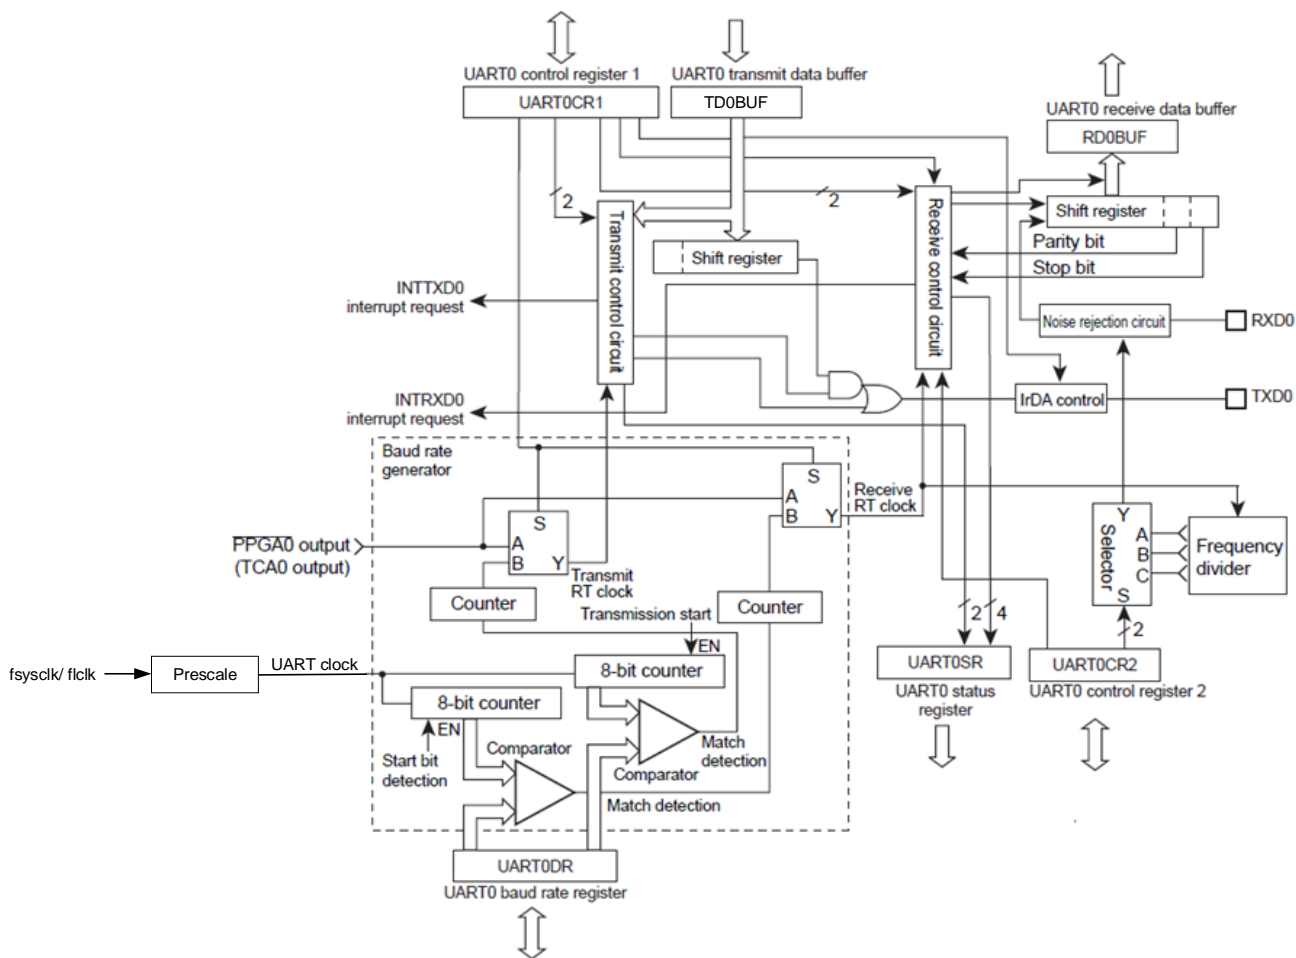 UART0 control register 1
UART0CR1
UART0 transmit data buffer
TD0BUF
UART0 receive data buffer
RD0BUF
2
2
Transmit control circuit
Receive control circuit
Shift register
Shift register
Parity bit
Stop bit
INTTXD0
interrupt request
Noise rejection circuit
RXD0
INTRXD0
interrupt request
IrDA control
TXD0
Baud rate
generator
S
A
B
Y
Receive
RT clock
S
A
B
Y
Transmit
RT clock
PPGA0 output
(TCA0 output)
Y
Selector
A
B
C
S
Frequency
divider
Counter
Counter
Transmission start
EN
2
4
2
fsysclk/ flclk
Prescale
UART clock
8-bit counter
8-bit counter
EN
Start bit
detection
Comparator
Comparator
Match
detection
Match detection
UART0SR
UART0 status
register
UART0CR2
UART0 control register 2
UART0DR
UART0 baud rate register